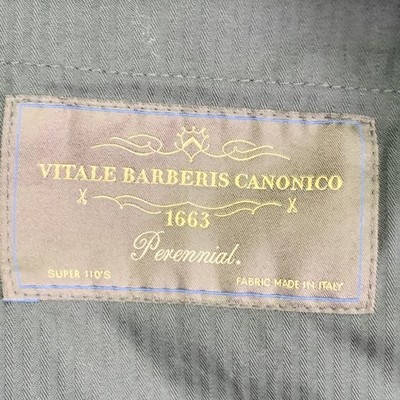 VITALE BARBERIS CANONICO
1663
Perennial.
SUPER 110'S
FABRIC MADE IN ITALY